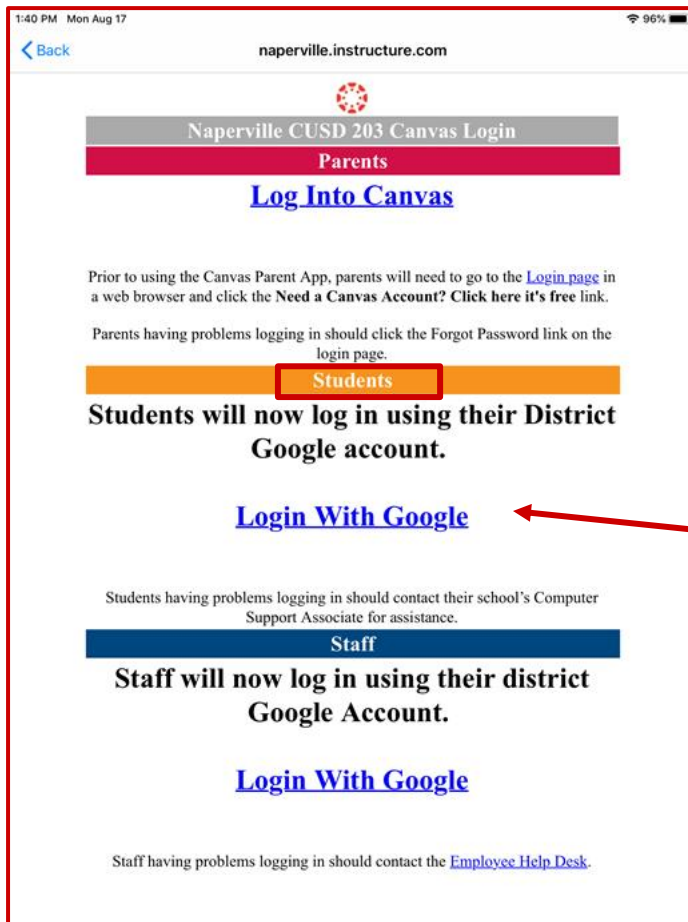 1:40 PM Mon Aug 17
96%
Back
naperville.instructure.com
Naperville CUSD 203 Canvas Login
Parents
Log Into Canvas
Prior to using the Canvas Parent App, parents will need to go to the Login page in
a web browser and click the Need a Canvas Account? Click here it's free link.
Parents having problems logging in should click the Forgot Password link on the
login page.
Students
Students will now log in using their District
Google account.
Login With Google
Students having problems logging in should contact their school’s Computer
Support Associate for assistance.
Staff
Staff will now log in using their district
Google Account.
Login With Google
Staff having problems logging in should contact the Employee Help Desk.